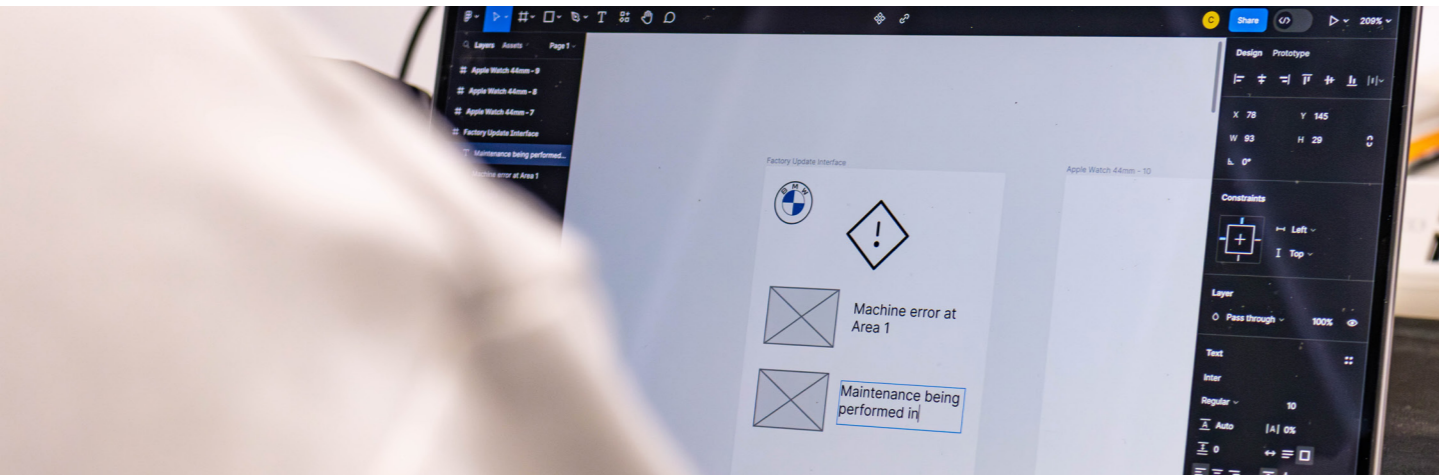 C
Share
209%
Layers
Assets
Page 1
Apple Watch 44mm - 9
Apple Watch 44mm - 8
Apple Watch 44mm - 7
Factory Update Interface
Maintenance being performed...
Machine error at Area 1
Factory Update Interface
BMW
!
Machine error at
Area 1
Maintenance being
performed in
Apple Watch 44mm - 10
Design
Prototype
X 78
Y 145
W 93
H 29
0°
Constraints
Left
Top
Layer
Pass through
100%
Text
Inter
Regular
10
A Auto
|A| 0%
0